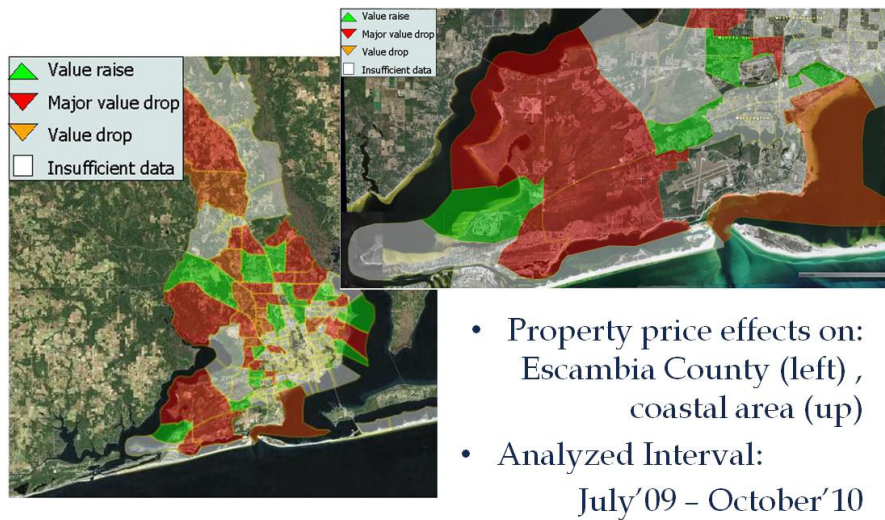 Value raise
Major value drop
Value drop
Insufficient data
Value raise
Major value drop
Value drop
Insufficient data
Warrington
• Property price effects on:
Escambia County (left) ,
coastal area (up)
• Analyzed Interval:
July'09 – October'10